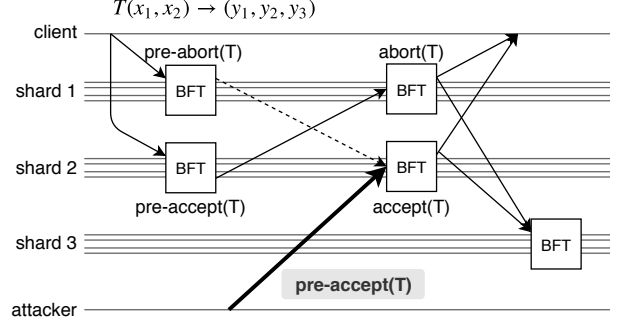 T(x₁, x₂) → (y₁, y₂, y₃)
client
pre-abort(T)
abort(T)
shard 1
BFT
BFT
shard 2
BFT
BFT
pre-accept(T)
accept(T)
shard 3
BFT
pre-accept(T)
attacker